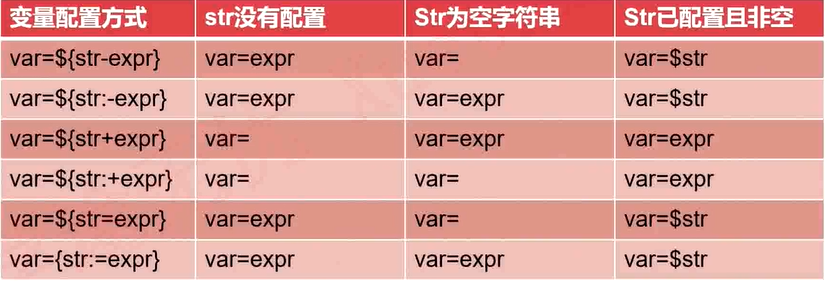 变量配置方式 str没有配置 Str为空字符串 Str已配置且非空
var=${str-expr} var=expr var= var=$str
var=${str:-expr} var=expr var=expr var=$str
var=${str+expr} var= var=expr var=expr
var=${str:+expr} var= var= var=expr
var=${str=expr} var=expr var= var=$str
var={str:=expr} var=expr var=expr var=$str